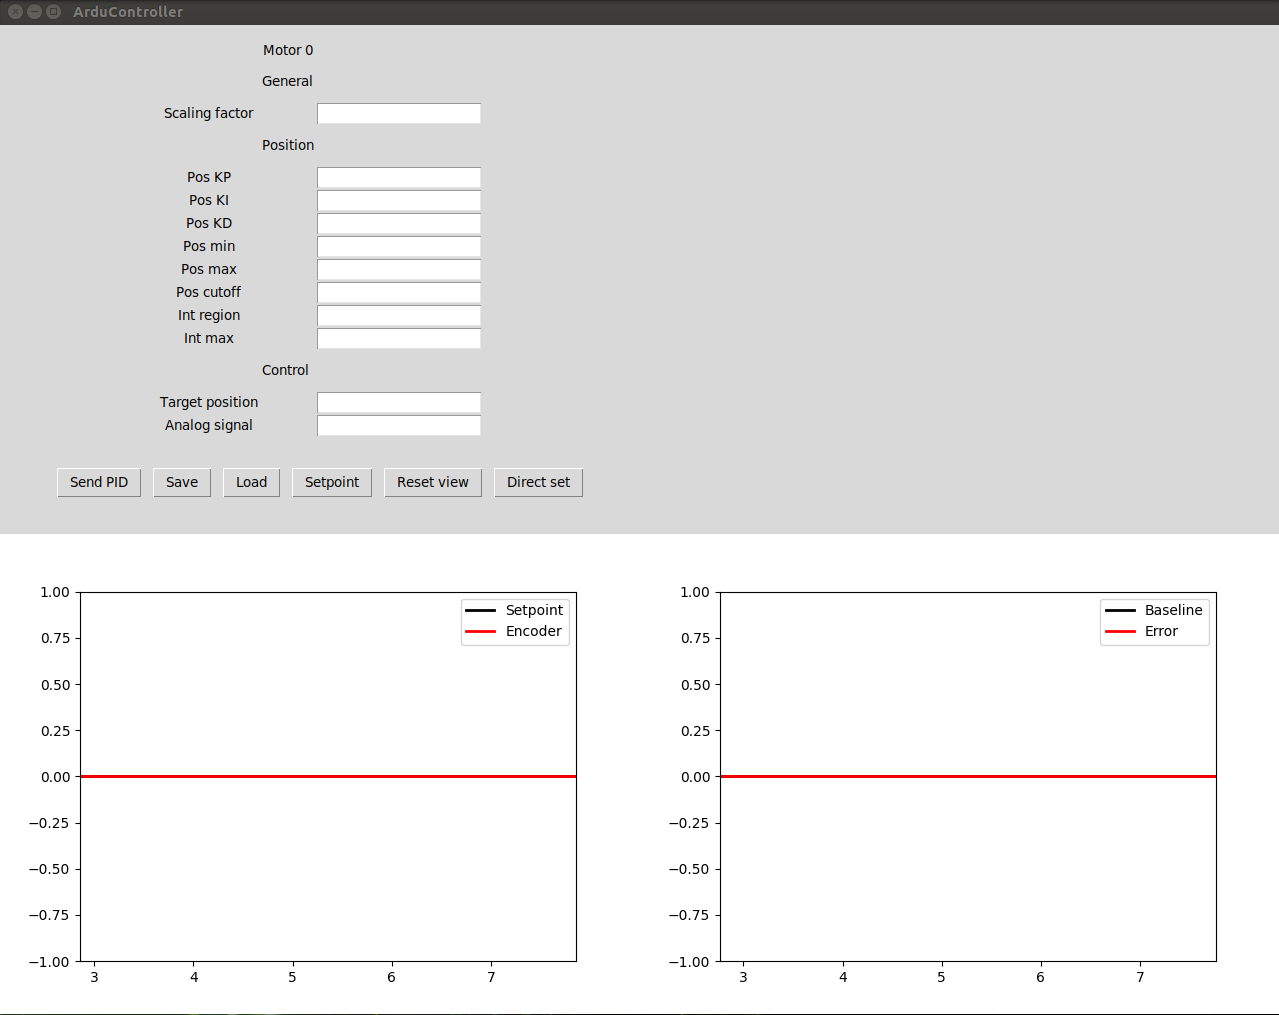 ArduController
Motor 0
General
Scaling factor
Position
Pos KP
Pos KI
Pos KD
Pos min
Pos max
Pos cutoff
Int region
Int max
Control
Target position
Analog signal
Send PID Save Load Setpoint Reset view Direct set
1.00
0.75
0.50
0.25
0.00
−0.25
−0.50
−0.75
−1.00
3 4 5 6 7
Setpoint
Encoder
1.00
0.75
0.50
0.25
0.00
−0.25
−0.50
−0.75
−1.00
3 4 5 6 7
Baseline
Error